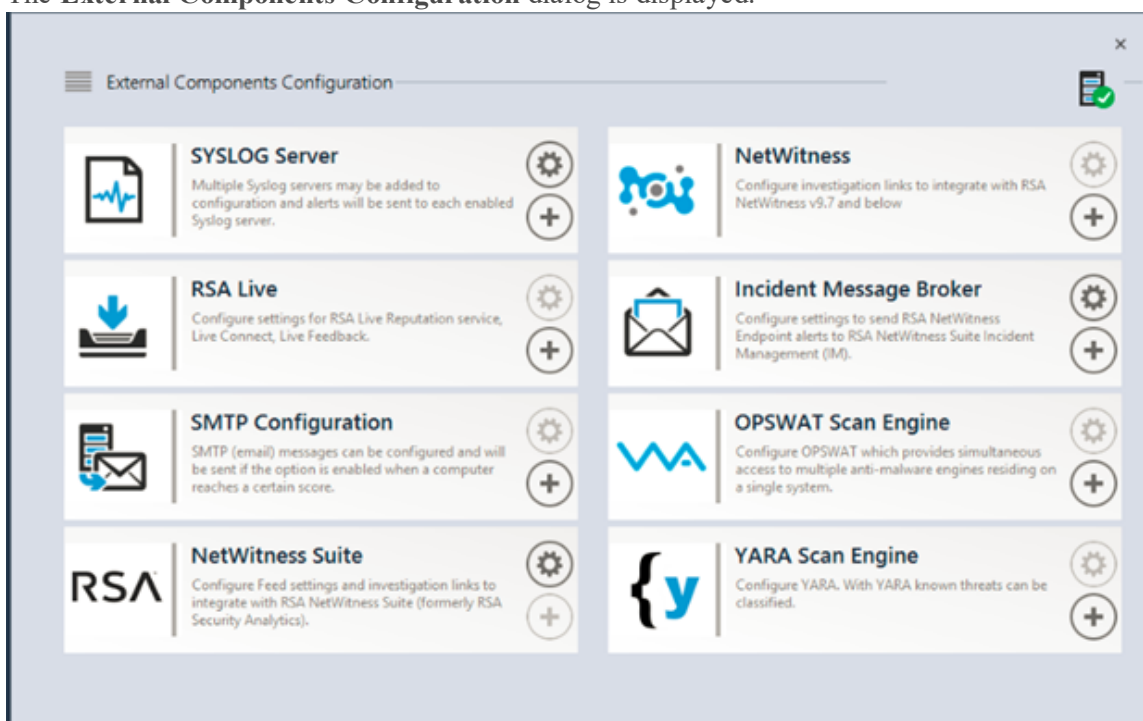 The External Components Configuration dialog is displayed.
External Components Configuration
SYSLOG Server
Multiple Syslog servers may be added to
configuration and alerts will be sent to each enabled
Syslog server.
NetWitness
Configure investigation links to integrate with RSA
NetWitness v9.7 and below
RSA Live
Configure settings for RSA Live Reputation service,
Live Connect, Live Feedback.
Incident Message Broker
Configure settings to send RSA NetWitness
Endpoint alerts to RSA NetWitness Suite Incident
Management (IM).
SMTP Configuration
SMTP (email) messages can be configured and will
be sent if the option is enabled when a computer
reaches a certain score.
OPSWAT Scan Engine
Configure OPSWAT which provides simultaneous
access to multiple anti-malware engines residing on
a single system.
RSA
NetWitness Suite
Configure Feed settings and investigation links to
integrate with RSA NetWitness Suite (formerly RSA
Security Analytics).
{y
YARA Scan Engine
Configure YARA. With YARA known threats can be
classified.